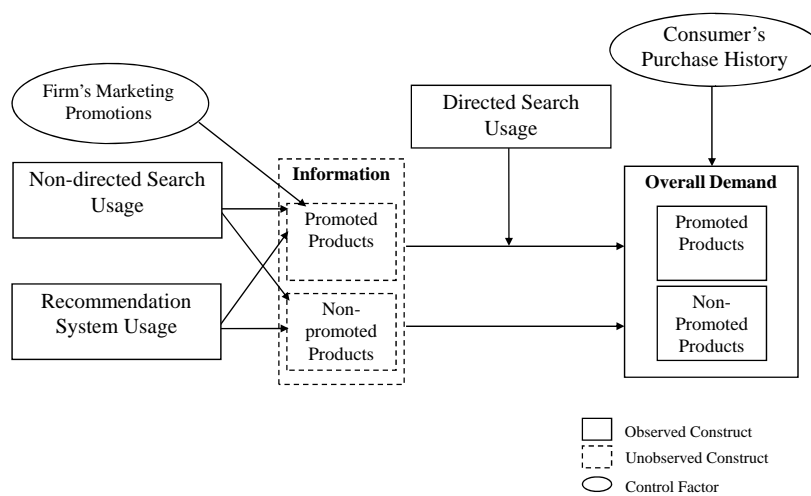 Consumer's
Purchase History
Firm's Marketing
Promotions
Directed Search
Usage
Non-directed Search
Usage
Information
Promoted
Products
Overall Demand
Promoted
Products
Recommendation
System Usage
Non-
promoted
Products
Non-
Promoted
Products
Observed Construct
Unobserved Construct
Control Factor